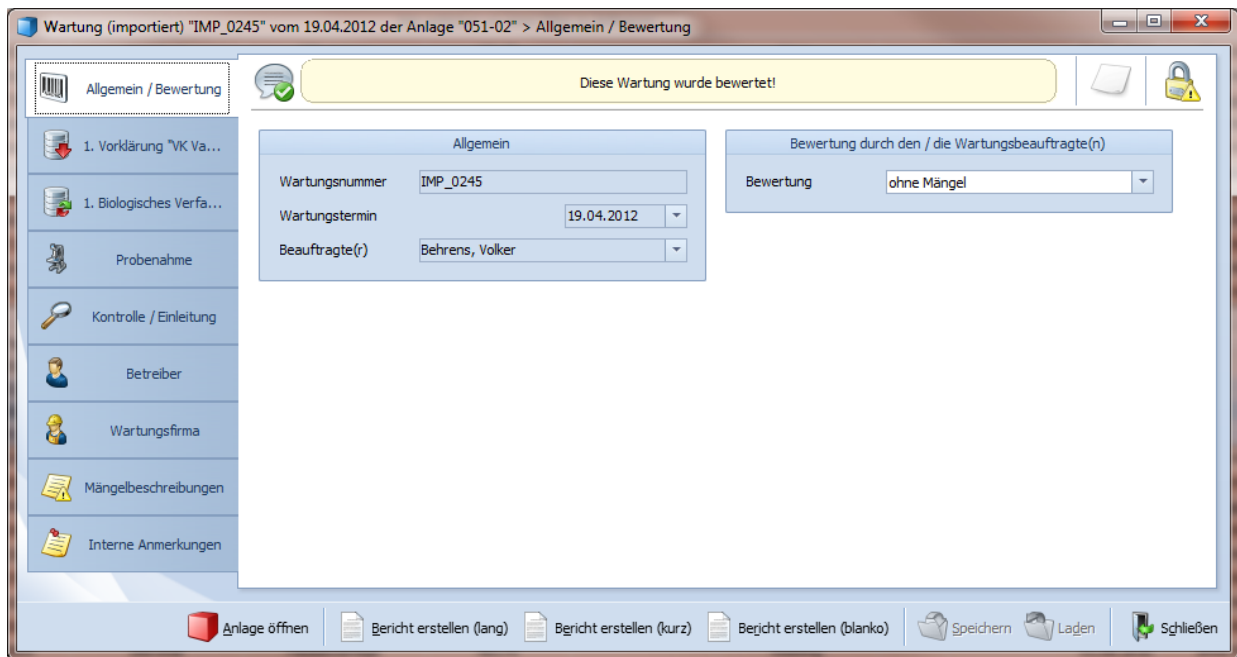 Wartung (importiert) "IMP_0245" vom 19.04.2012 der Anlage "051-02" > Allgemein / Bewertung
Allgemein / Bewertung
1. Vorklärung "VK Va...
1. Biologisches Verfa...
Probenahme
Kontrolle / Einleitung
Betreiber
Wartungsfirma
Mängelbeschreibungen
Interne Anmerkungen
Diese Wartung wurde bewertet!
Allgemein
Wartungsnummer IMP_0245
Wartungstermin 19.04.2012
Beauftragte(r) Behrens, Volker
Bewertung durch den / die Wartungsbeauftragte(n)
Bewertung ohne Mängel
Anlage öffnen Bericht erstellen (lang) Bericht erstellen (kurz) Bericht erstellen (blanko) Speichern Laden Schließen